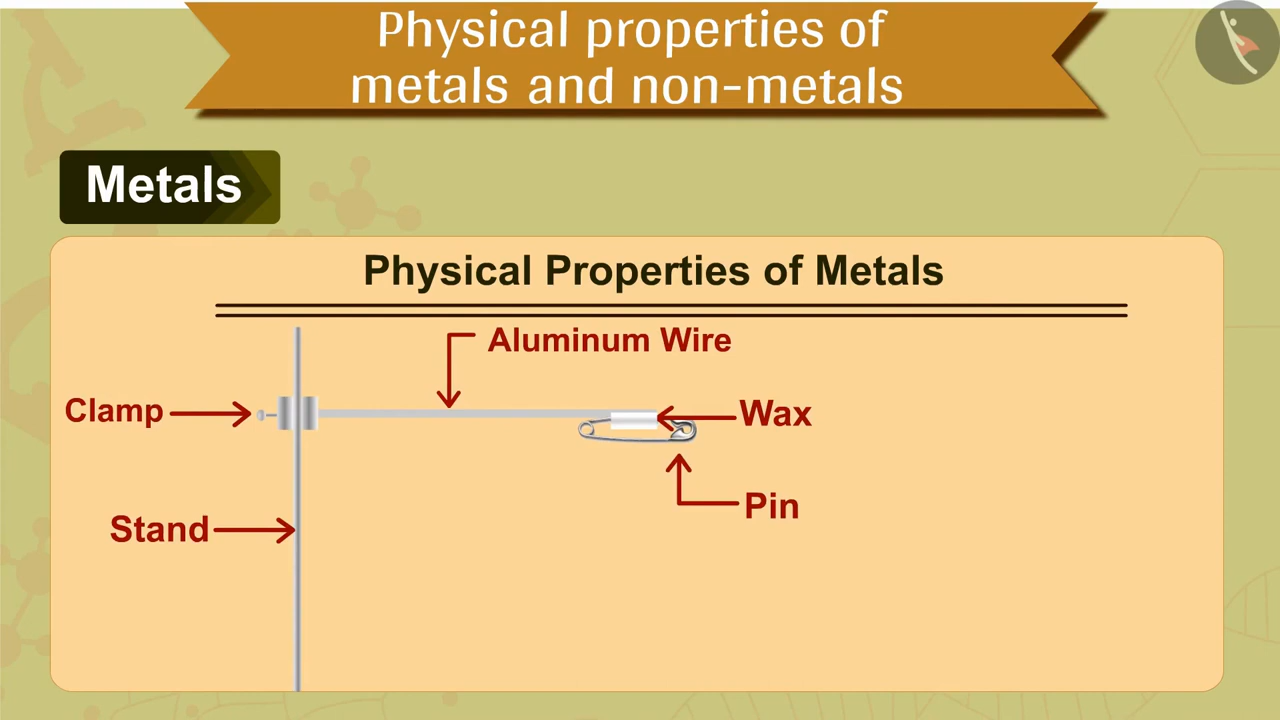 Physical properties of
metals and non-metals
Metals
Physical Properties of Metals
Aluminum Wire
Clamp
Wax
Pin
Stand